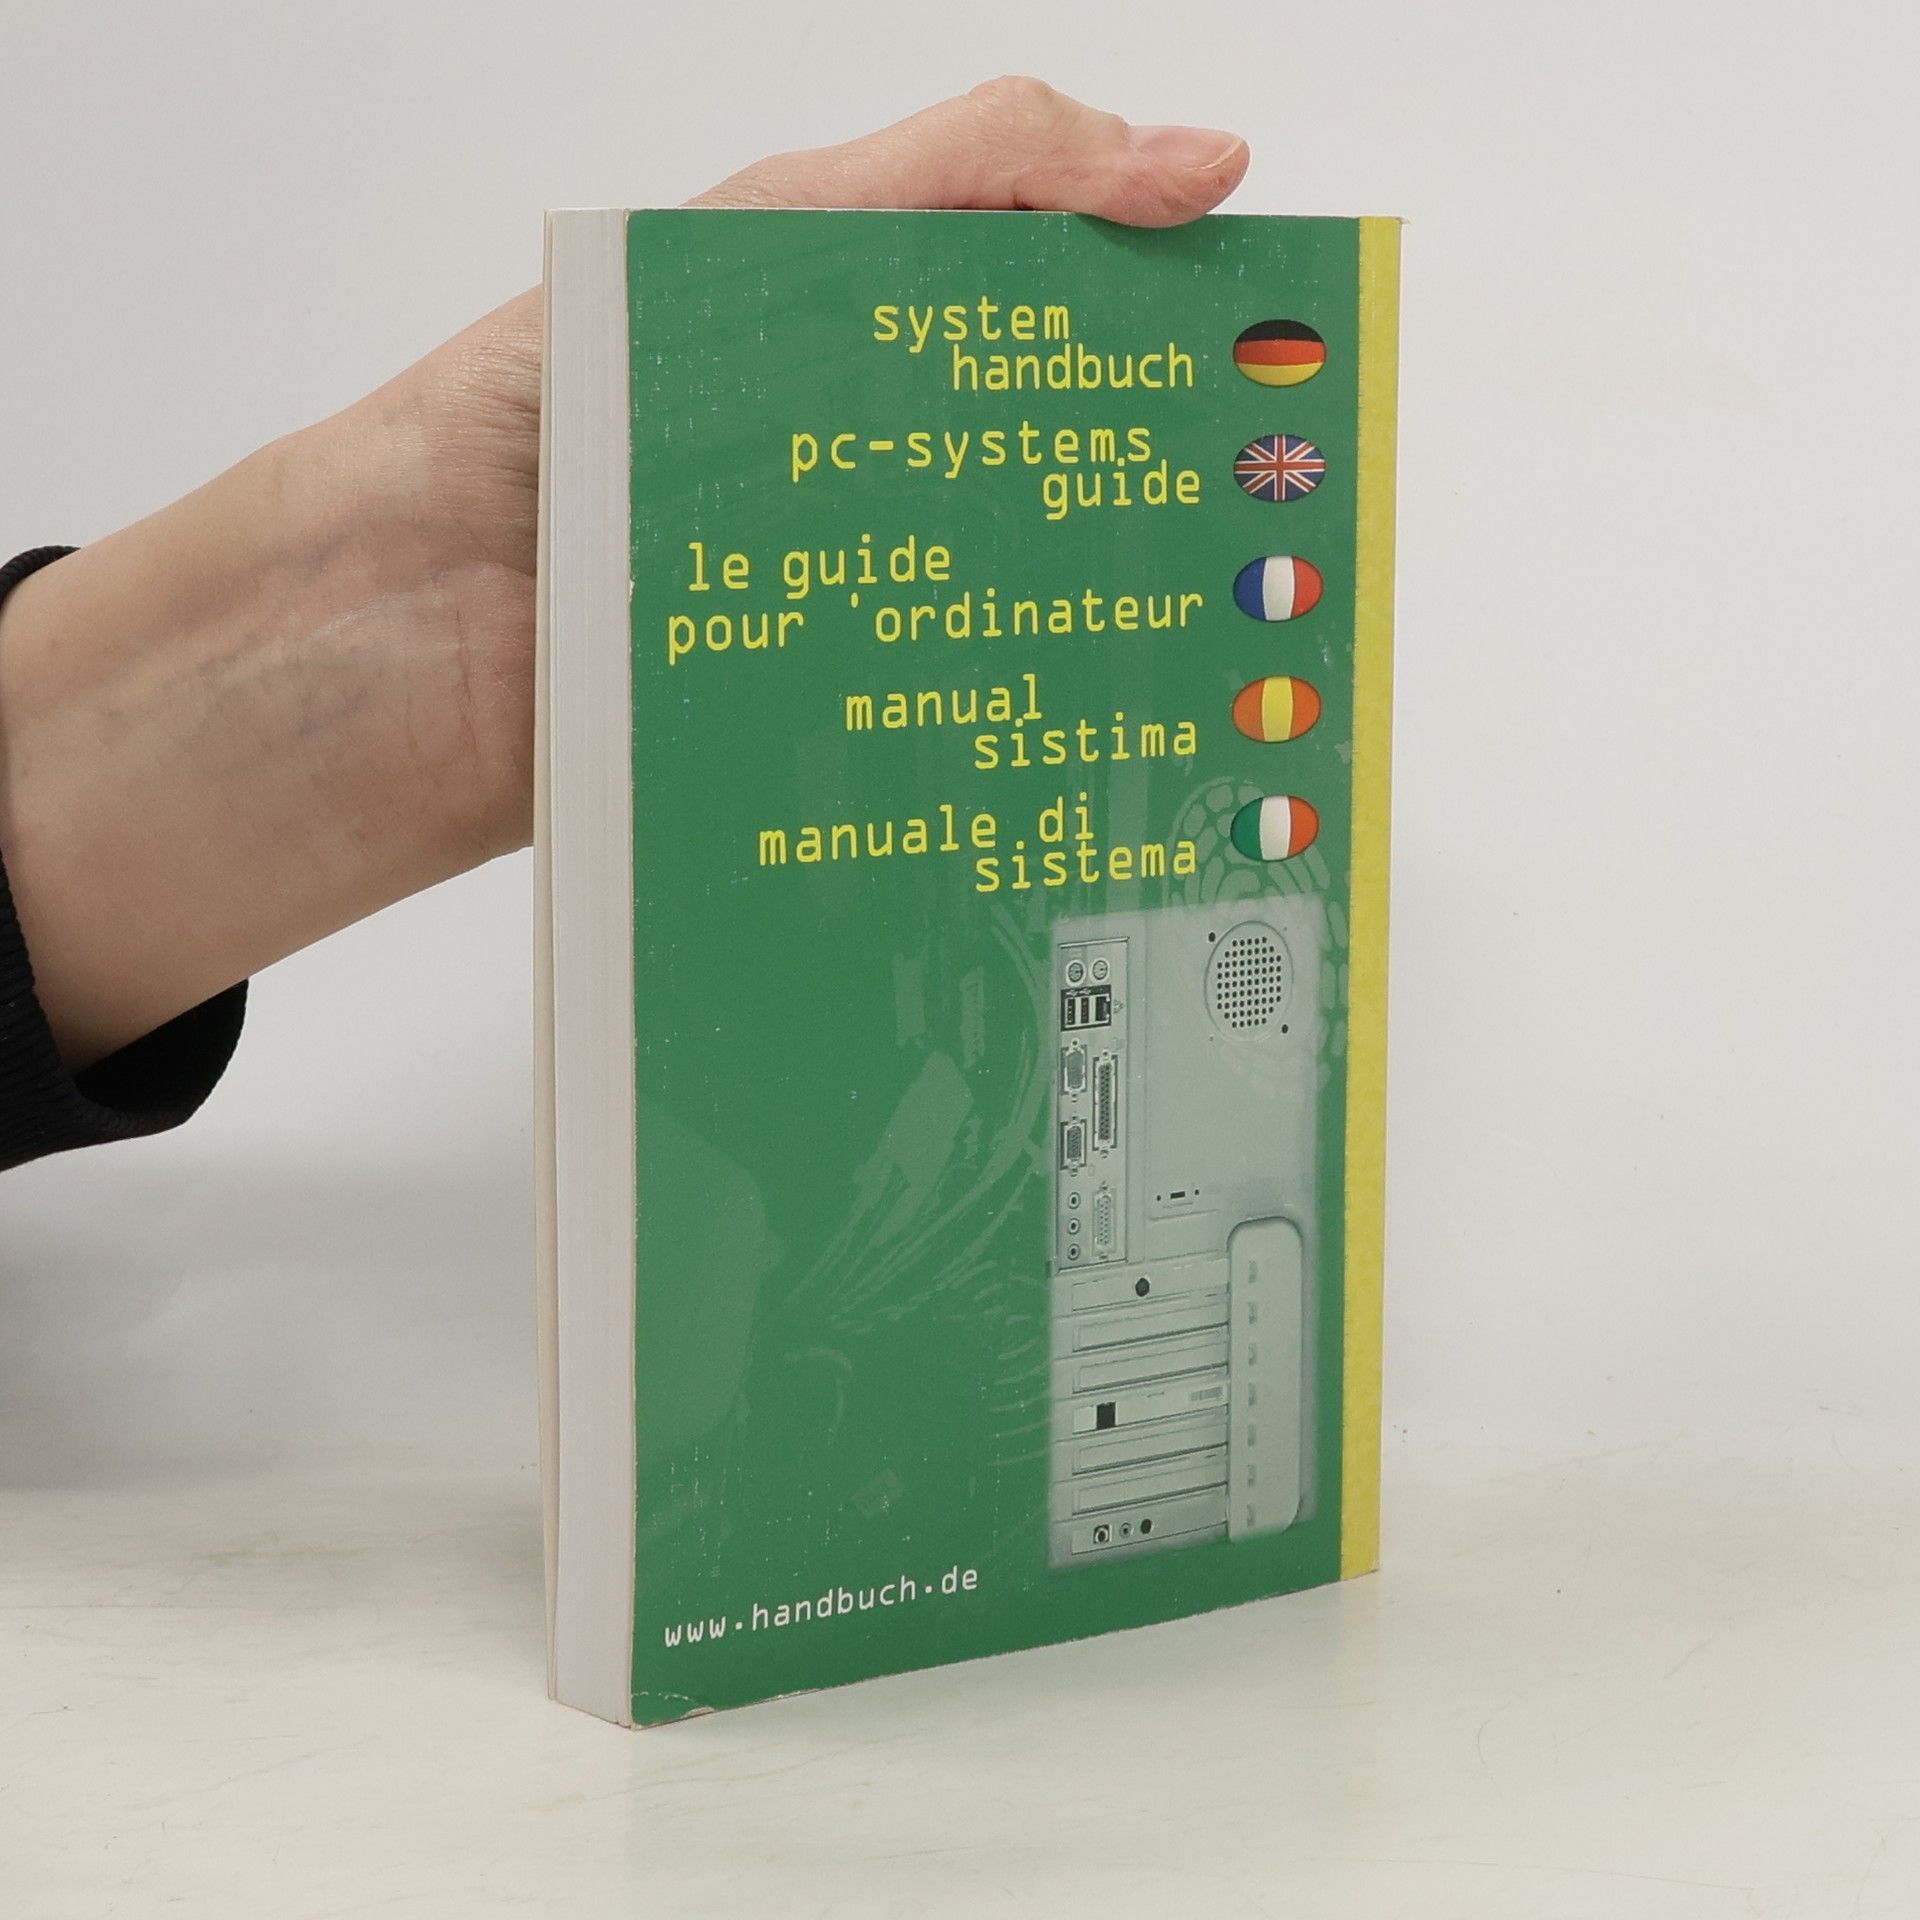 system
handbuch
pc-systems
guide
le guide
pour 'ordinateur
manual
sistima
manuale di
sistema
www.handbuch.de